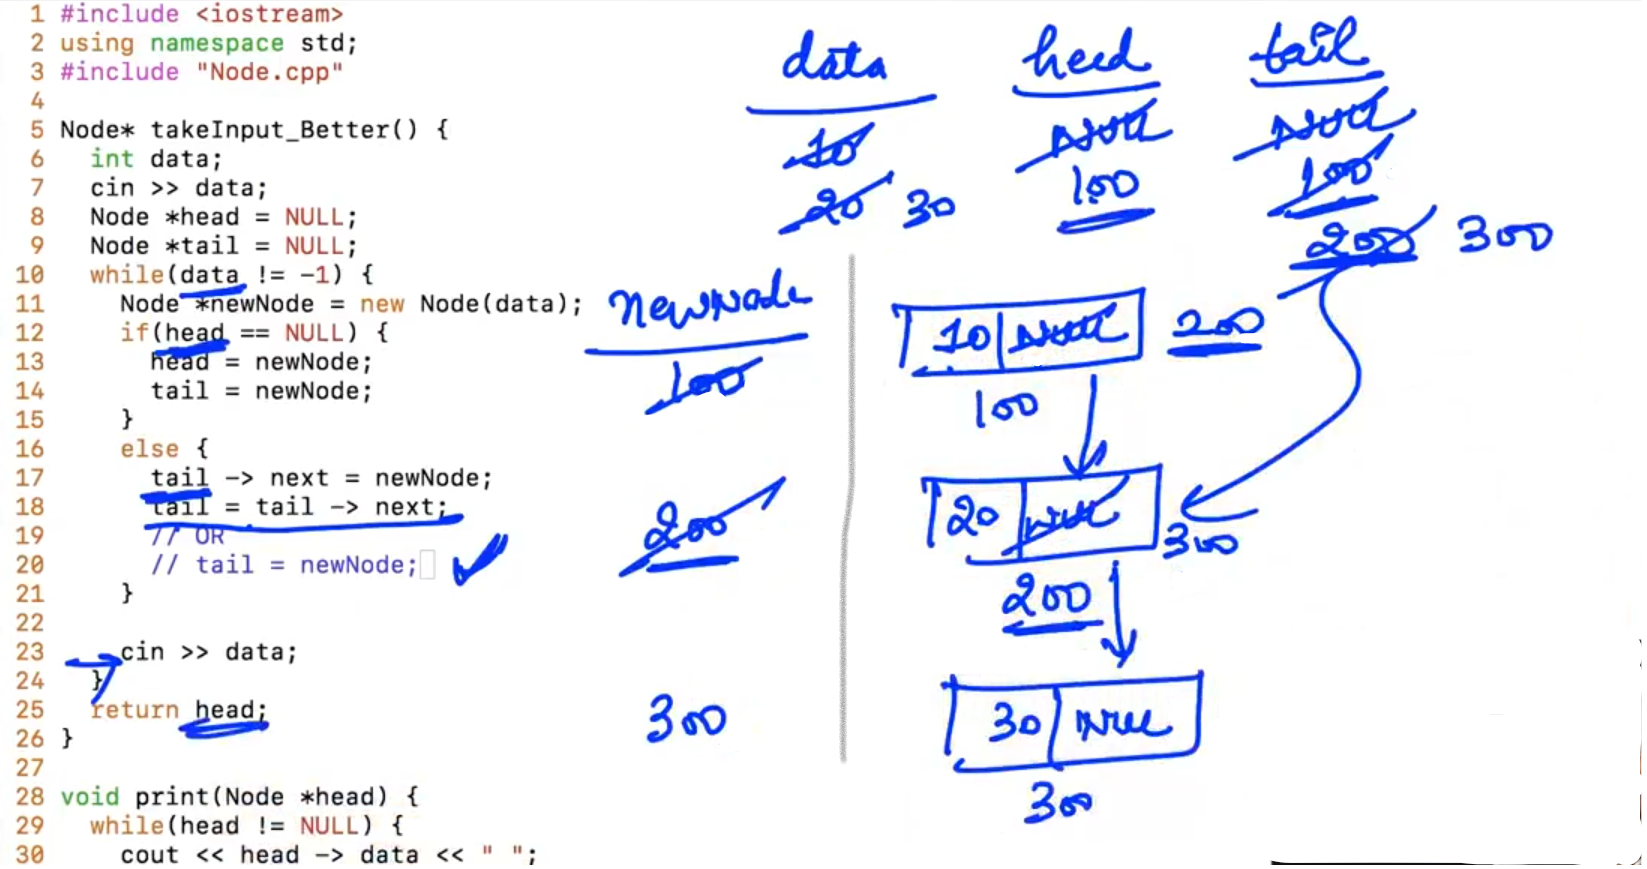 1 #include <iostream>
2 using namespace std;
3 #include "Node.cpp"
4
5 Node* takeInput_Better() {
6 int data;
7 cin >> data;
8 Node *head = NULL;
9 Node *tail = NULL;
10 while(data != -1) {
11 Node *newNode = new Node(data);
12 if(head == NULL) {
13 head = newNode;
14 tail = newNode;
15 }
16 else {
17 tail -> next = newNode;
18 tail = tail -> next;
19 // OR
20 // tail = newNode;
21 }
22
23 cin >> data;
24 }
25 return head;
26 }
27
28 void print(Node *head) {
29 while(head != NULL) {
30 cout << head -> data << " ";
data head tail
10 NULL NULL
20 30 100 100
200 300
newNode
100
200
300
10 NULL 200
100
20 NULL 300
200
30 NULL
300